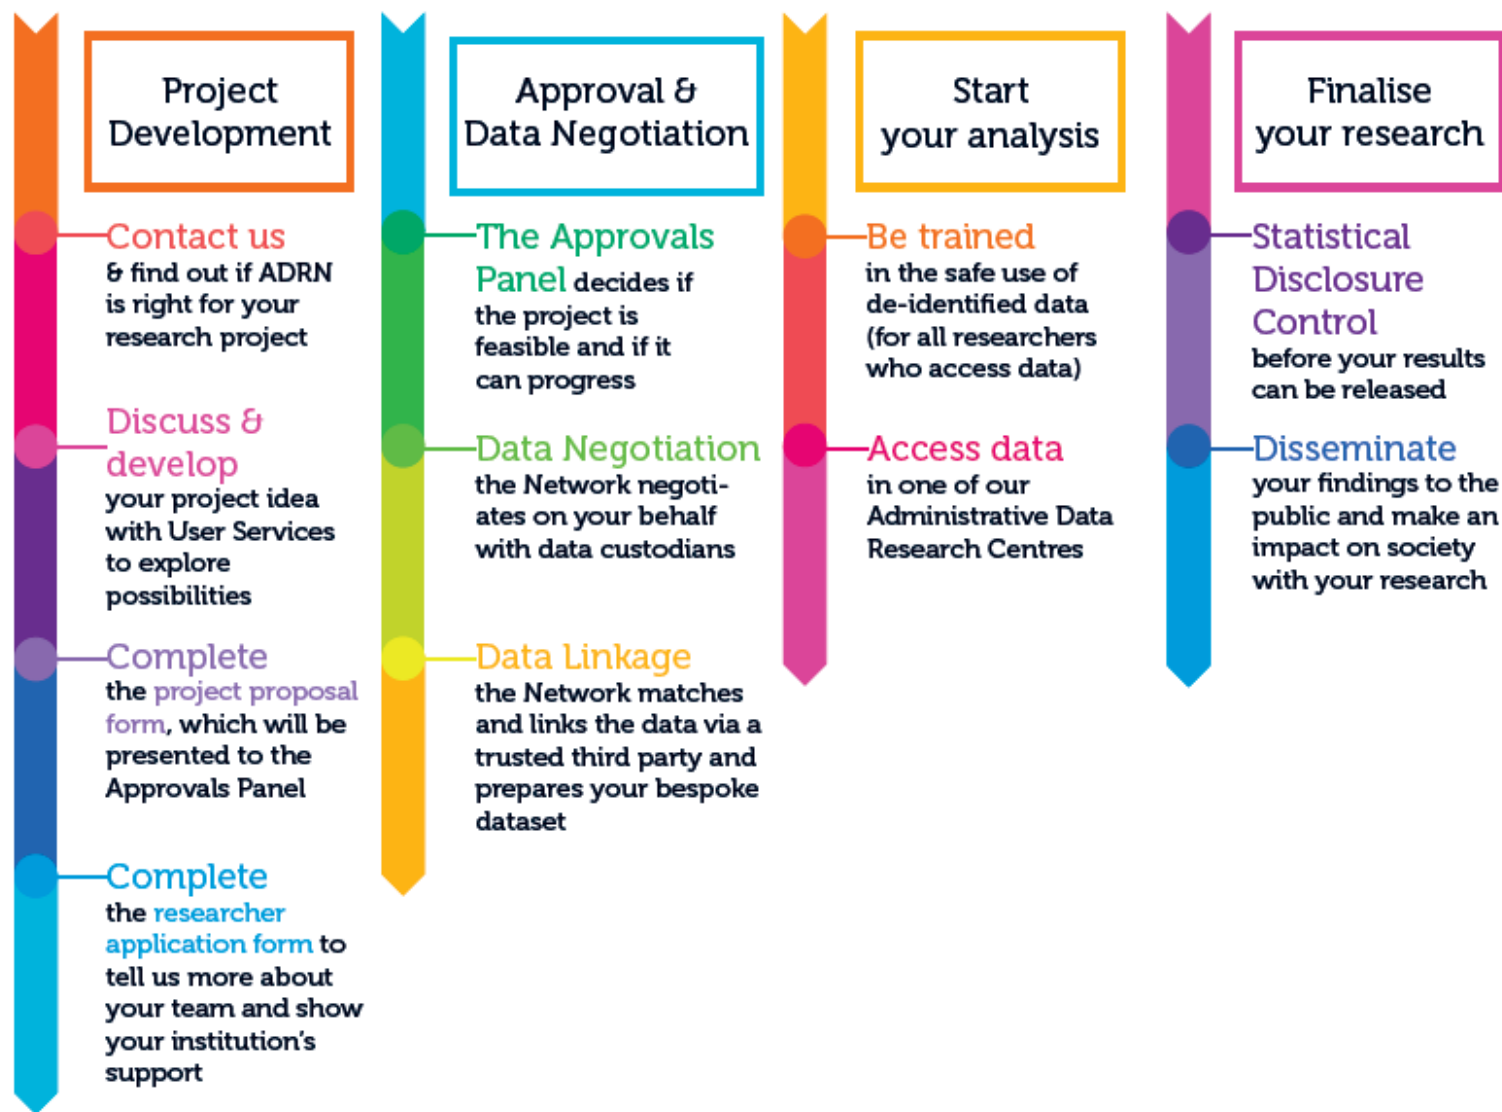 Project
Development
Contact us
& find out if ADRN
is right for your
research project
Discuss &
develop
your project idea
with User Services
to explore
possibilities
Complete
the project proposal
form, which will be
presented to the
Approvals Panel
Complete
the researcher
application form to
tell us more about
your team and show
your institution's
support
Approval &
Data Negotiation
The Approvals
Panel decides if
the project is
feasible and if it
can progress
Data Negotiation
the Network negoti-
ates on your behalf
with data custodians
Data Linkage
the Network matches
and links the data via a
trusted third party and
prepares your bespoke
dataset
Start
your analysis
Be trained
in the safe use of
de-identified data
(for all researchers
who access data)
Access data
in one of our
Administrative Data
Research Centres
Finalise
your research
Statistical
Disclosure
Control
before your results
can be released
Disseminate
your findings to the
public and make an
impact on society
with your research